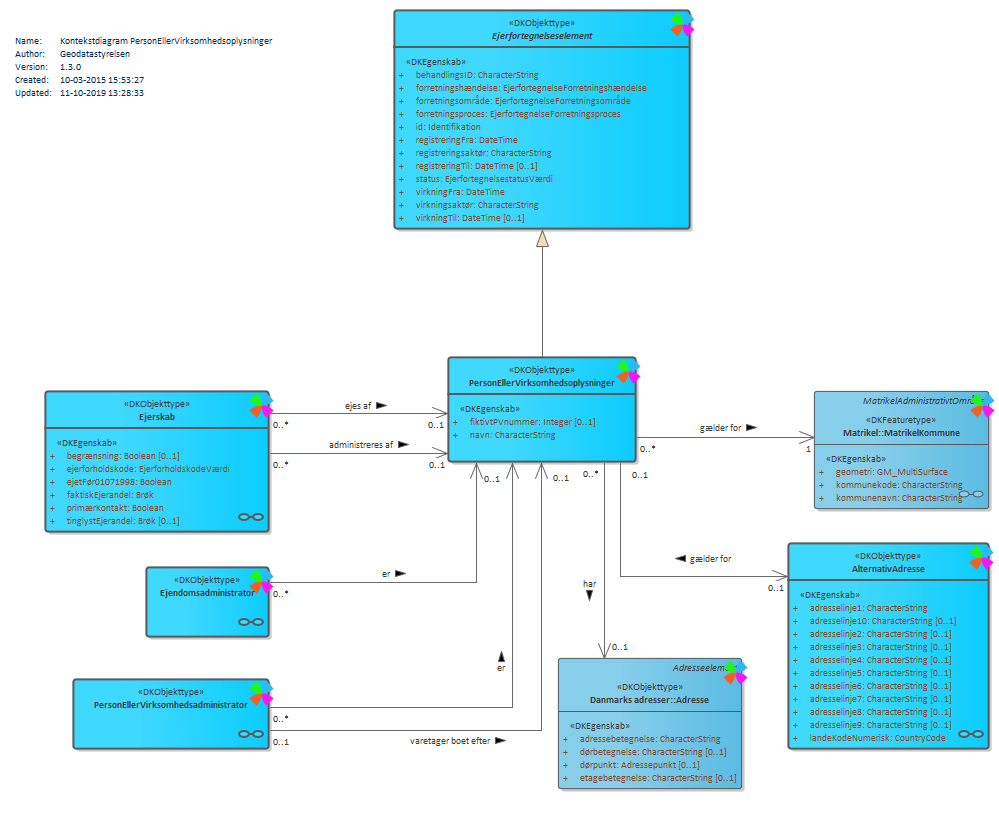 Name: Kontekstdiagram PersonEllerVirksomhedsoplysninger
Author: Geodatastyrelsen
Version: 1.3.0
Created: 10-03-2015 15:53:27
Updated: 11-10-2019 13:28:33
«DKObjekttype»
Ejerfortegnelseselement
«DKEgenskab»
+ behandlingsID: CharacterString
+ forretningshændelse: EjerfortegnelseForretningshændelse
+ forretningsområde: EjerfortegnelseForretningsområde
+ forretningsproces: EjerfortegnelseForretningsproces
+ id: Identifikation
+ registreringFra: DateTime
+ registreringsaktør: CharacterString
+ registreringTil: DateTime [0..1]
+ status: EjerfortegnelsestatusVærdi
+ virkningFra: DateTime
+ virkningsaktør: CharacterString
+ virkningTil: DateTime [0..1]
«DKObjekttype»
PersonEllerVirksomhedsoplysninger
«DKEgenskab»
+ fiktivtPVnummer: Integer [0..1]
+ navn: CharacterString
«DKObjekttype»
Ejerskab
«DKEgenskab»
+ begrænsning: Boolean [0..1]
+ ejerforholdskode: EjerforholdskodeVærdi
+ ejetFør01071998: Boolean
+ faktiskEjerandel: Brøk
+ primærKontakt: Boolean
+ tinglystEjerandel: Brøk [0..1]
ejes af
0..*
0..1
administreres af
0..*
0..1
MatrikelAdministrativtOmr
«DKFeaturetype»
Matrikel::MatrikelKommune
«DKEgenskab»
+ geometri: GM_MultiSurface
+ kommunekode: CharacterString
+ kommunenavn: CharacterString
gælder for
0..*
1
0..1
0..1
0..*
0..1
«DKObjekttype»
Ejendomsadministrator
er
0..*
gælder for
0..1
har
0..1
«DKObjekttype»
AlternativAdresse
«DKEgenskab»
+ adresselinje1: CharacterString
+ adresselinje10: CharacterString [0..1]
+ adresselinje2: CharacterString [0..1]
+ adresselinje3: CharacterString [0..1]
+ adresselinje4: CharacterString [0..1]
+ adresselinje5: CharacterString [0..1]
+ adresselinje6: CharacterString [0..1]
+ adresselinje7: CharacterString [0..1]
+ adresselinje8: CharacterString [0..1]
+ adresselinje9: CharacterString [0..1]
+ landeKodeNumerisk: CountryCode
«DKObjekttype»
PersonEllerVirksomhedsadministrator
er
0..*
0..1
varetager boet efter
Adresseelem
«DKObjekttype»
Danmarks adresser::Adresse
«DKEgenskab»
+ adressebetegnelse: CharacterString
+ dørbetegnelse: CharacterString [0..1]
+ dørpunkt: Adressepunkt [0..1]
+ etagebetegnelse: CharacterString [0..1]